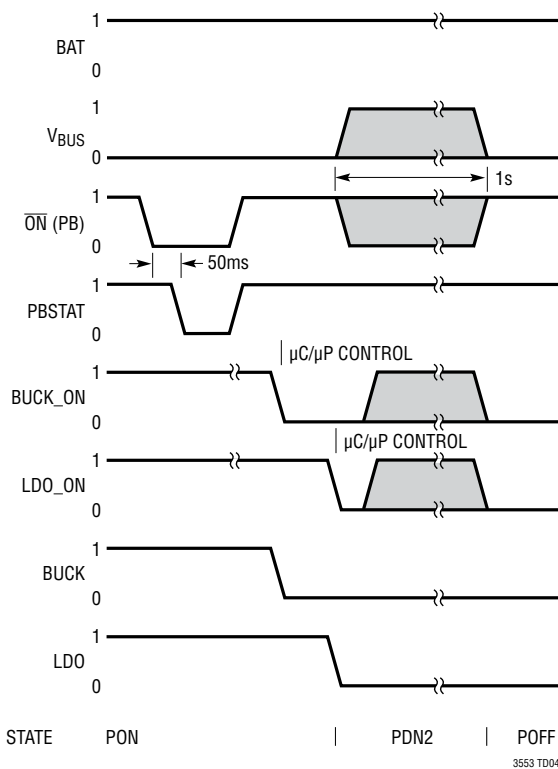 1
BAT
0
1
VBUS
0
1s
1
ON (PB)
0
50ms
1
PBSTAT
0
µC/µP CONTROL
1
BUCK_ON
0
µC/µP CONTROL
1
LDO_ON
0
1
BUCK
0
1
LDO
0
STATE PON PDN2 POFF
3553 TD04